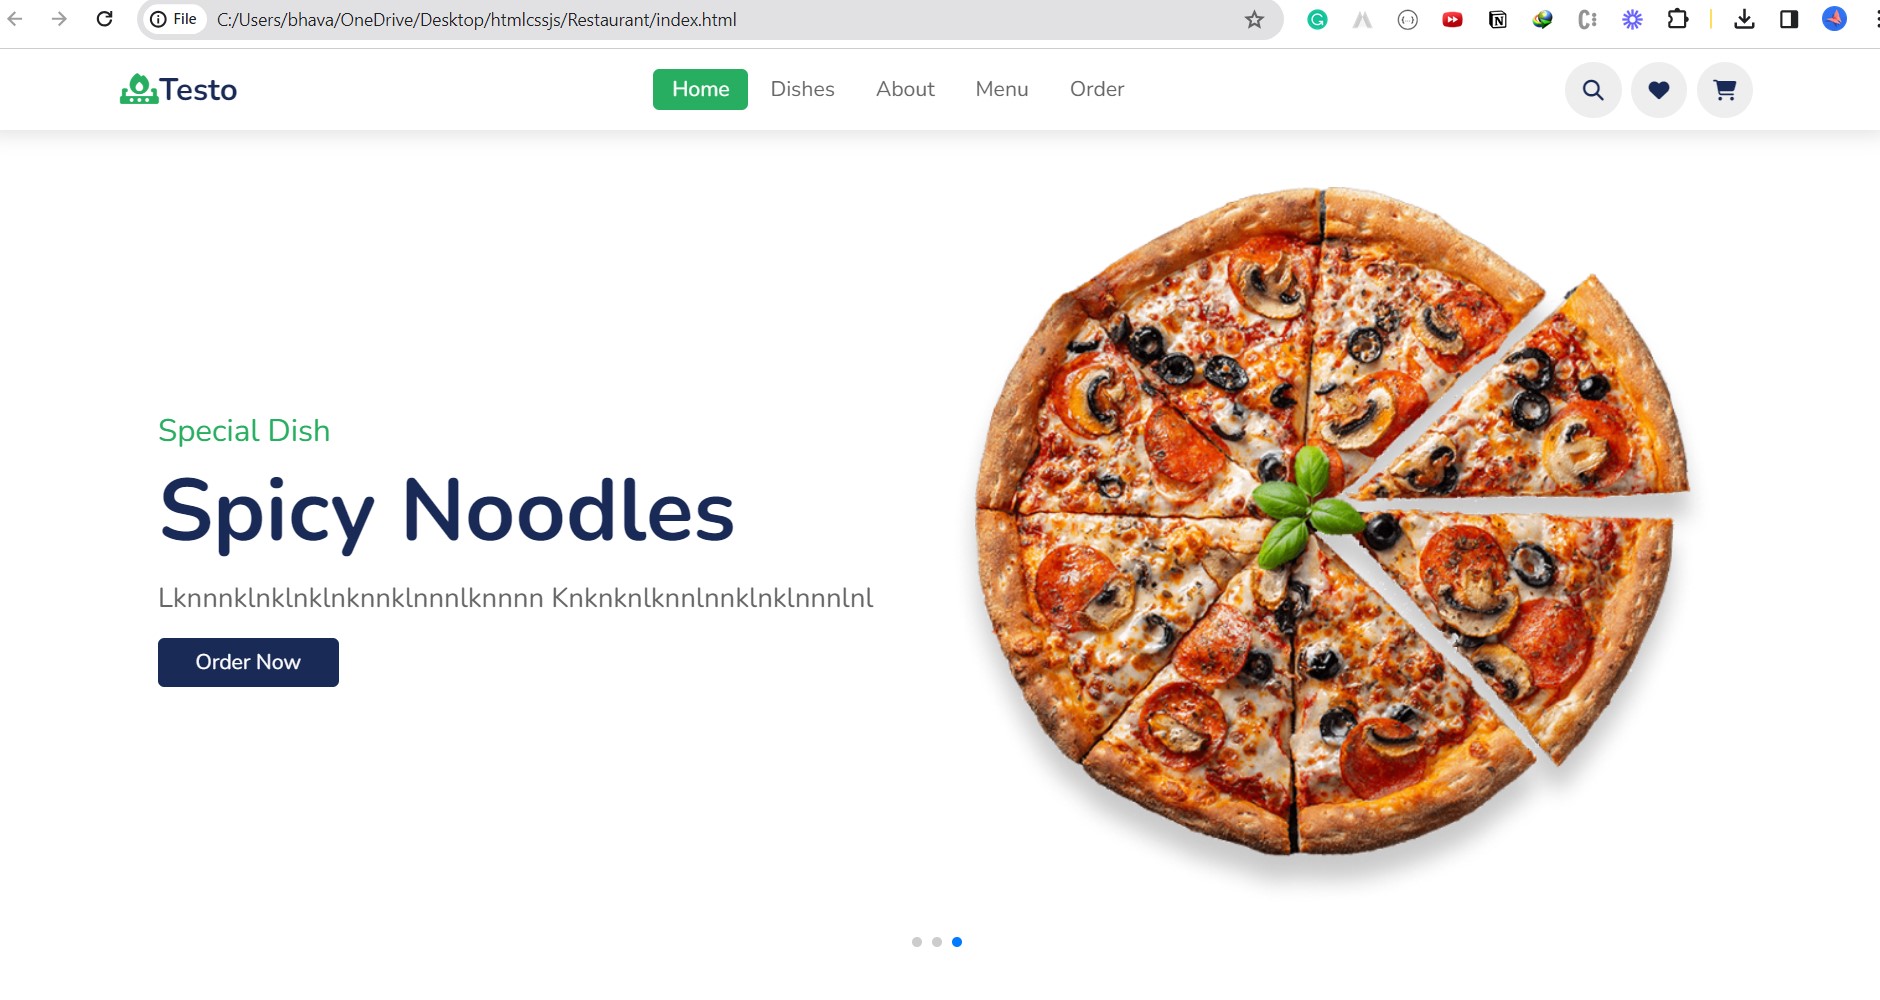 File C:/Users/bhava/OneDrive/Desktop/htmlcssjs/Restaurant/index.html
Testo Home Dishes About Menu Order
Special Dish
Spicy Noodles
Lknnnklnklnklnknnklnnnlknnnn Knknknlknnlnnklnklnnnlnl
Order Now